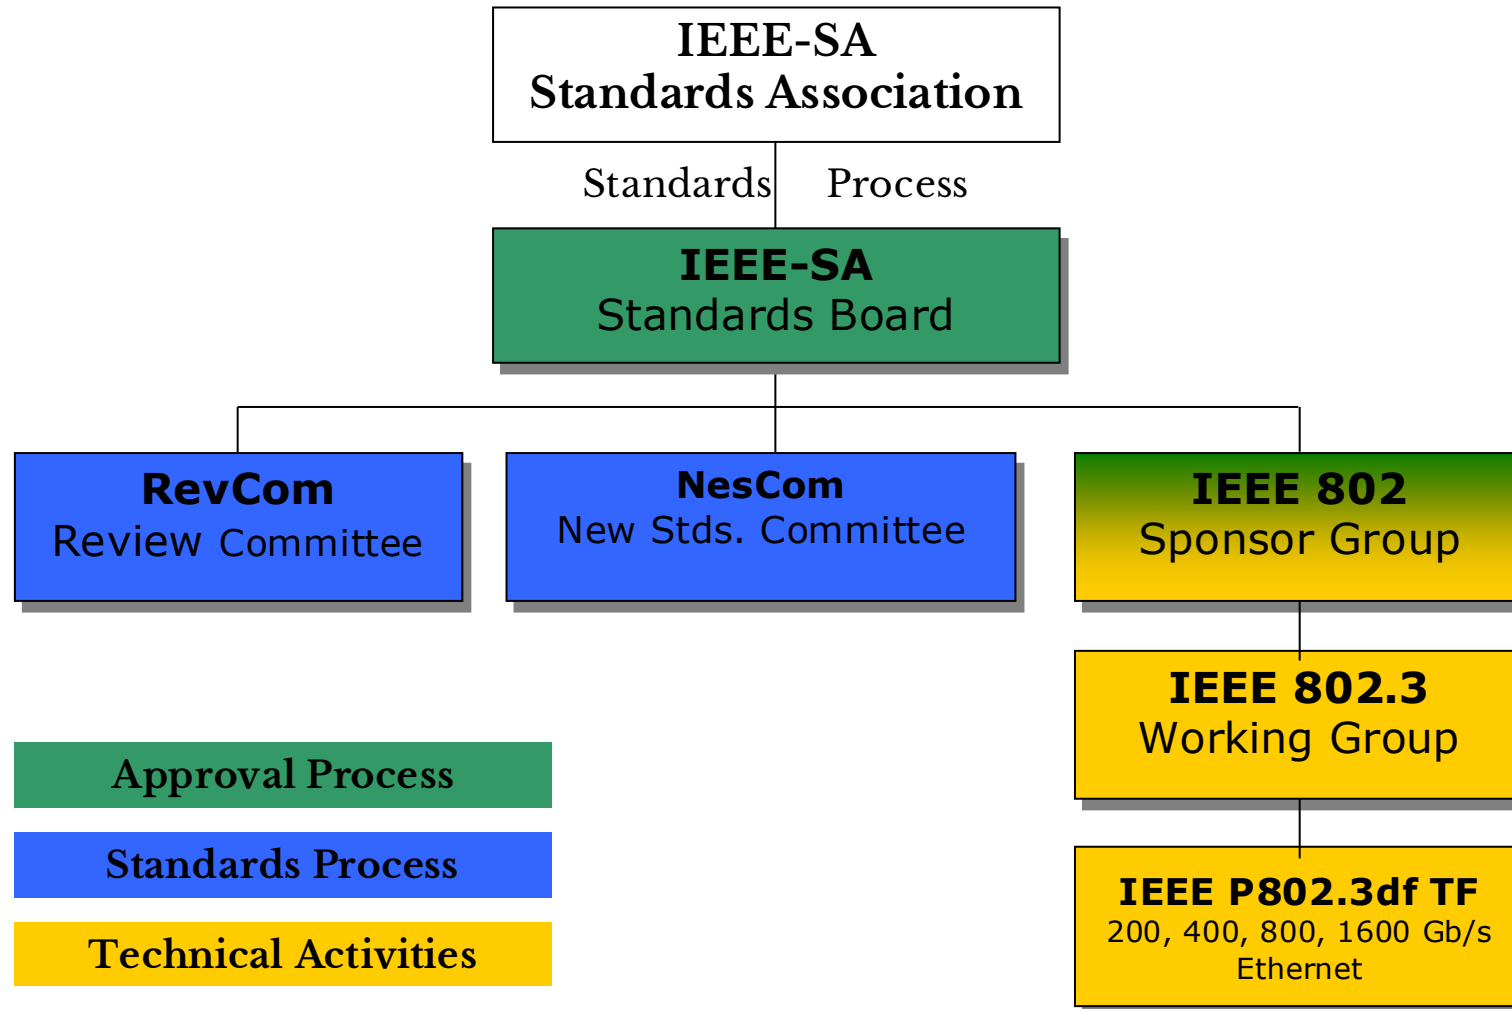 IEEE-SA
Standards Association
Standards Process
IEEE-SA
Standards Board
RevCom
Review Committee
NesCom
New Stds. Committee
IEEE 802
Sponsor Group
IEEE 802.3
Working Group
Approval Process
Standards Process
Technical Activities
IEEE P802.3df TF
200, 400, 800, 1600 Gb/s
Ethernet